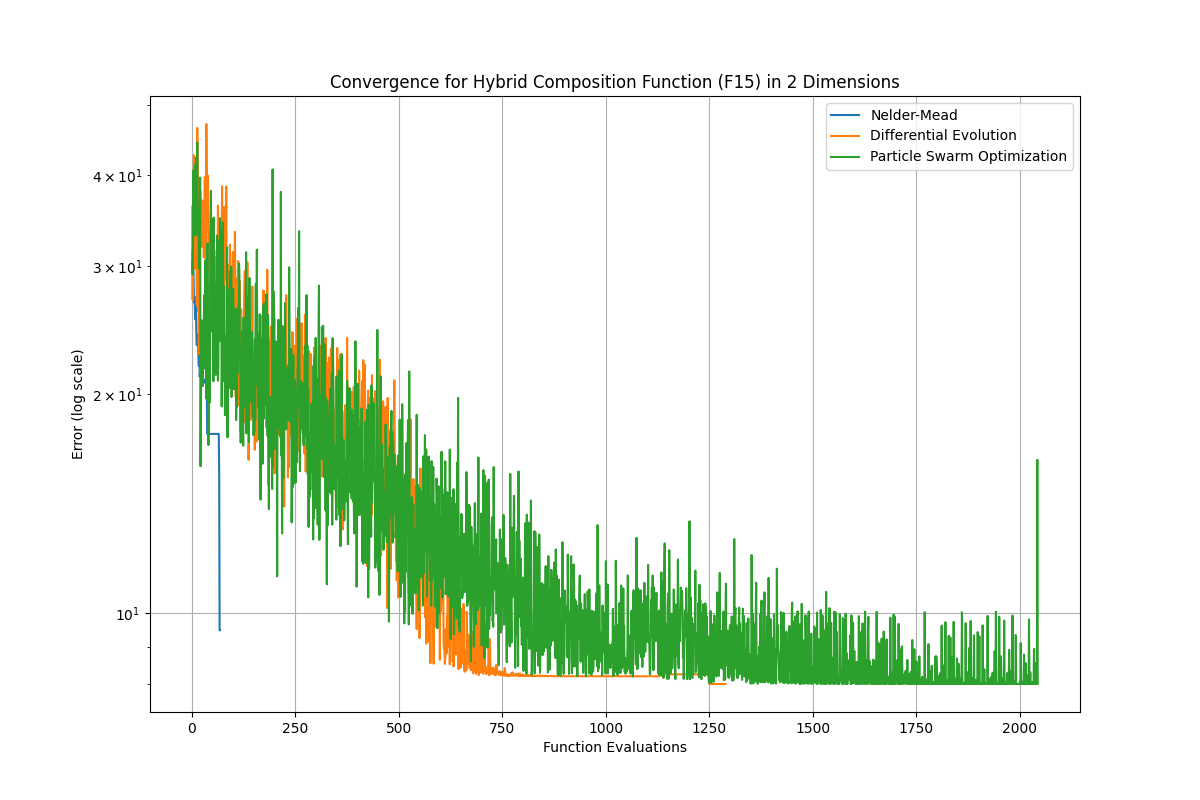 Convergence for Hybrid Composition Function (F15) in 2 Dimensions
Nelder-Mead
Differential Evolution
Particle Swarm Optimization
Error (log scale)
4 × 10¹
3 × 10¹
2 × 10¹
10¹
0 250 500 750 1000 1250 1500 1750 2000
Function Evaluations